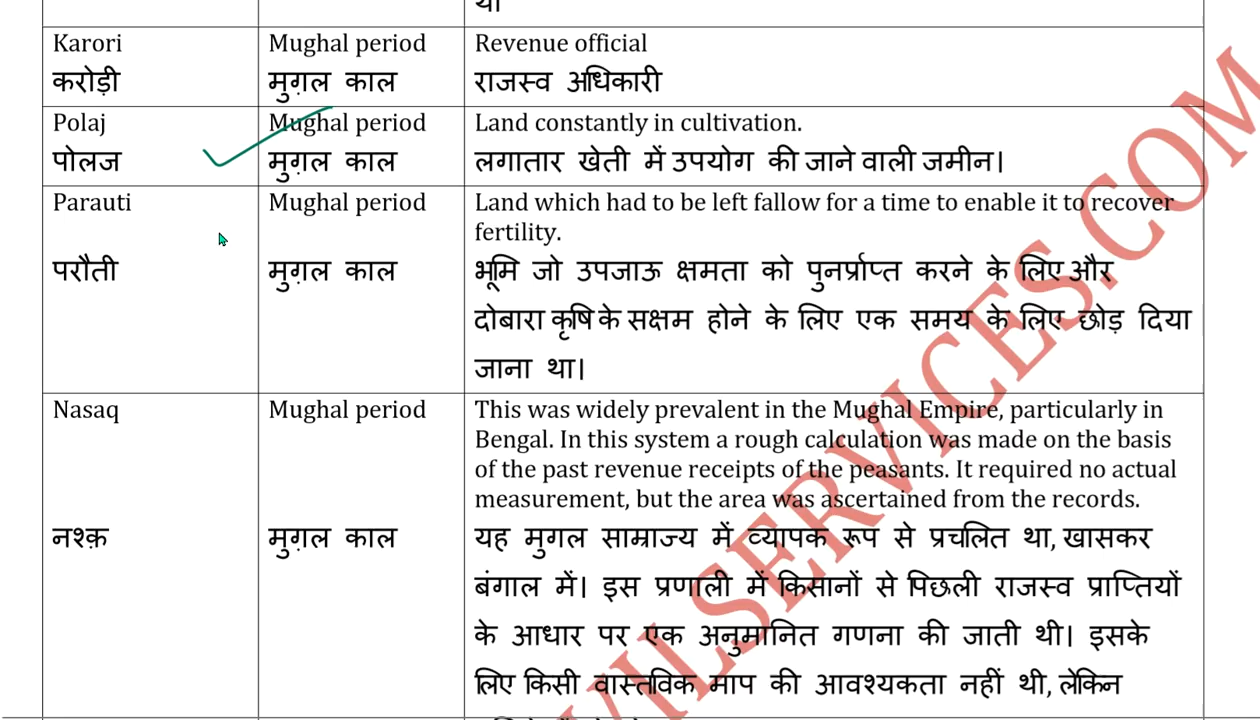 था
Karori
Mughal period
Revenue official
करोड़ी
मुग़ल काल
राजस्व अधिकारी
Polaj
Mughal period
Land constantly in cultivation.
पोलज
मुग़ल काल
लगातार खेती में उपयोग की जाने वाली जमीन।
Parauti
Mughal period
Land which had to be left fallow for a time to enable it to recover
fertility.
परौती
मुग़ल काल
भूमि जो उपजाऊ क्षमता को पुनर्प्राप्त करने के लिए और
दोबारा कृषि के सक्षम होने के लिए एक समय के लिए छोड़ दिया
जाना था।
Nasaq
Mughal period
This was widely prevalent in the Mughal Empire, particularly in
Bengal. In this system a rough calculation was made on the basis
of the past revenue receipts of the peasants. It required no actual
measurement, but the area was ascertained from the records.
नश्क़
मुग़ल काल
यह मुगल साम्राज्य में व्यापक रूप से प्रचलित था, खासकर
बंगाल में। इस प्रणाली में किसानों से पिछली राजस्व प्राप्तियों
के आधार पर एक अनुमानित गणना की जाती थी। इसके
लिए किसी वास्तविक माप की आवश्यकता नहीं थी, लेकिन
VILSERVICES.COM